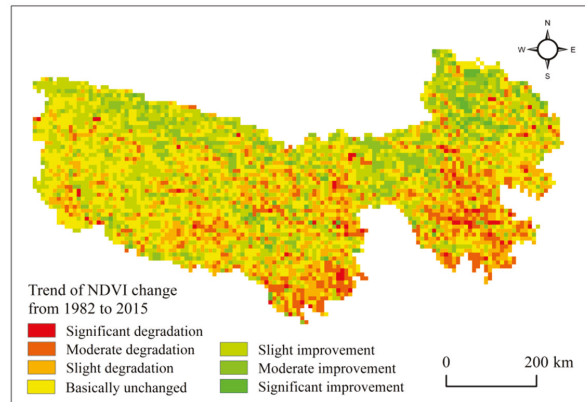 N
W E
S
Trend of NDVI change
from 1982 to 2015
Significant degradation
Moderate degradation
Slight degradation
Basically unchanged
Slight improvement
Moderate improvement
Significant improvement
0 200 km